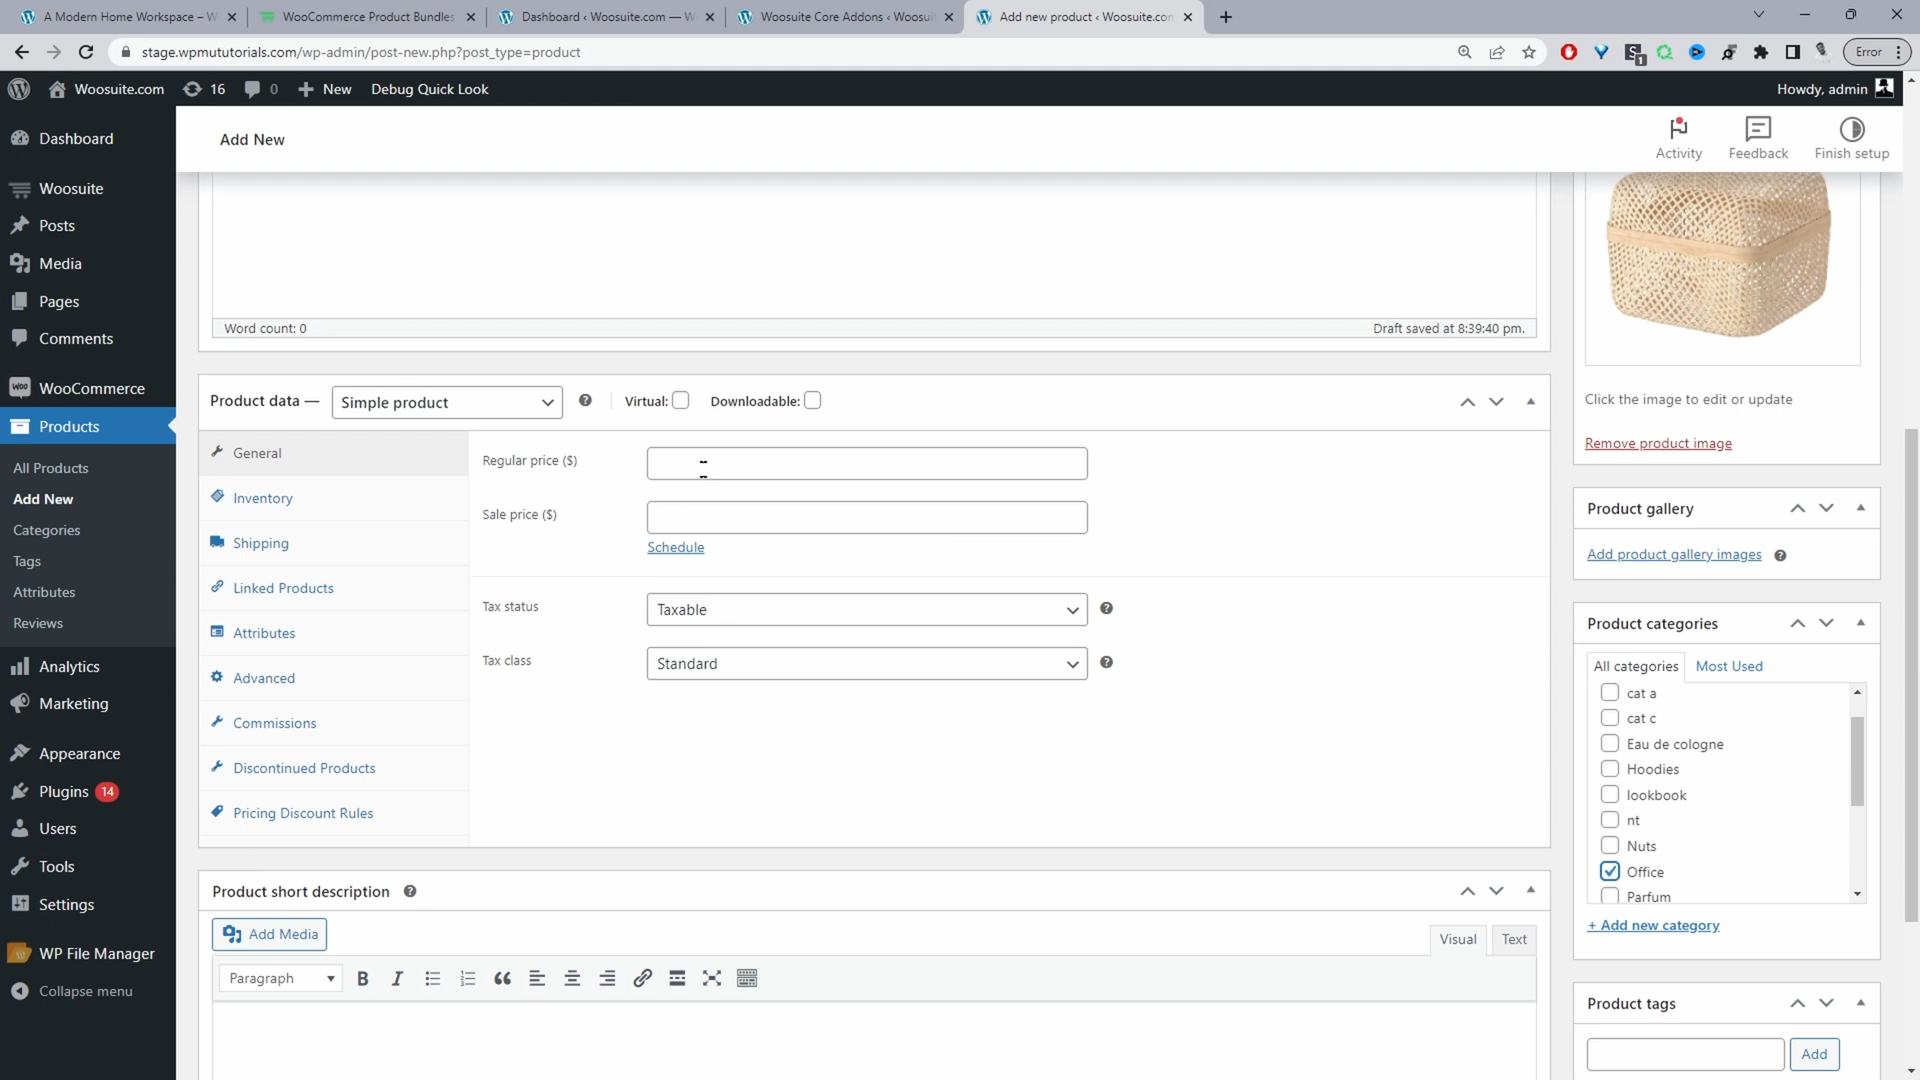 A Modern Home Workspace – W
WooCommerce Product Bundles
Dashboard ‹ Woosuite.com — W
Woosuite Core Addons ‹ Woosuit
Add new product ‹ Woosuite.com
stage.wpmututorials.com/wp-admin/post-new.php?post_type=product
1
Error
Woosuite.com
16
0
New
Debug Quick Look
Howdy, admin
Dashboard
Woosuite
Posts
Media
Pages
Comments
Woo
WooCommerce
Products
All Products
Add New
Categories
Tags
Attributes
Reviews
Analytics
Marketing
Appearance
Plugins 14
Users
Tools
Settings
WP File Manager
Collapse menu
Add New
Activity
Feedback
Finish setup
Word count: 0
Draft saved at 8:39:40 pm.
Product data —
Simple product
Virtual:
Downloadable:
General
Inventory
Shipping
Linked Products
Attributes
Advanced
Commissions
Discontinued Products
Pricing Discount Rules
Regular price ($)
Sale price ($)
Schedule
Tax status
Taxable
Tax class
Standard
Product short description
Add Media
Visual
Text
Paragraph
B
I
Click the image to edit or update
Remove product image
Product gallery
Add product gallery images
Product categories
All categories
Most Used
cat a
cat c
Eau de cologne
Hoodies
lookbook
nt
Nuts
Office
Parfum
+ Add new category
Product tags
Add